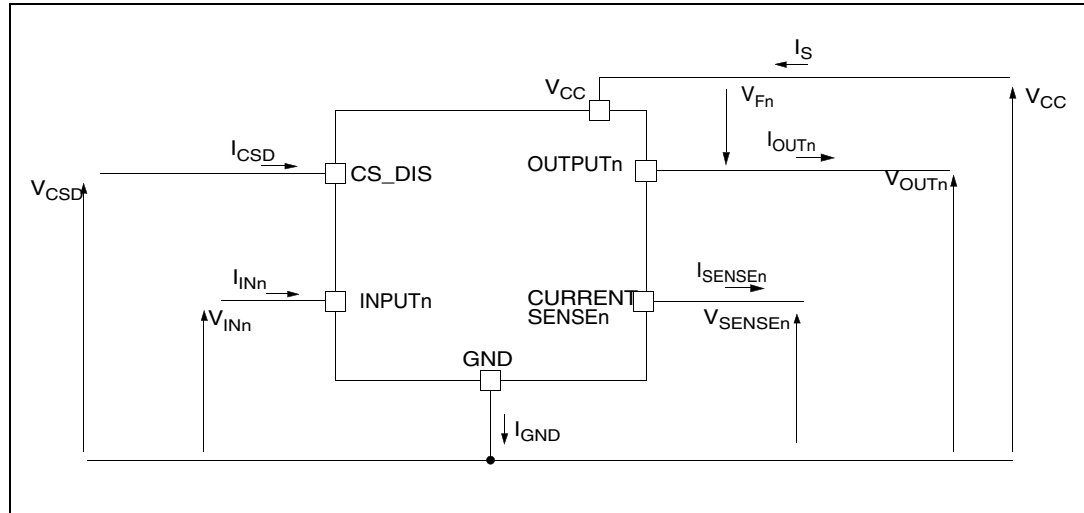 I_S
V_CC
V_Fn
V_CC
I_CSD
I_OUTn
OUTPUTn
CS_DIS
V_CSD
V_OUTn
I_INn
I_SENSEn
INPUTn
CURRENT
SENSEn
V_INn
V_SENSEn
GND
I_GND